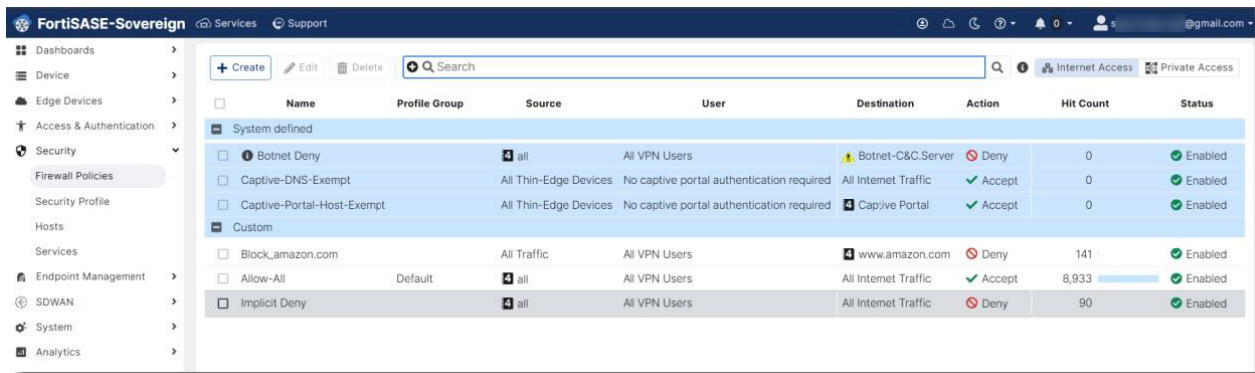 FortiSASE-Sovereign Services Support 0 s @gmail.com
Dashboards
Device
Edge Devices
Access & Authentication
Security
Firewall Policies
Security Profile
Hosts
Services
Endpoint Management
SDWAN
System
Analytics
+ Create Edit Delete Search Internet Access Private Access
Name Profile Group Source User Destination Action Hit Count Status
System defined
Botnet Deny 4 all All VPN Users Botnet-C&C.Server Deny 0 Enabled
Captive-DNS-Exempt All Thin-Edge Devices No captive portal authentication required All Internet Traffic Accept 0 Enabled
Captive-Portal-Host-Exempt All Thin-Edge Devices No captive portal authentication required 4 Captive Portal Accept 0 Enabled
Custom
Block_amazon.com All Traffic All VPN Users 4 www.amazon.com Deny 141 Enabled
Allow-All Default 4 all All VPN Users All Internet Traffic Accept 8,933 Enabled
Implicit Deny 4 all All VPN Users All Internet Traffic Deny 90 Enabled